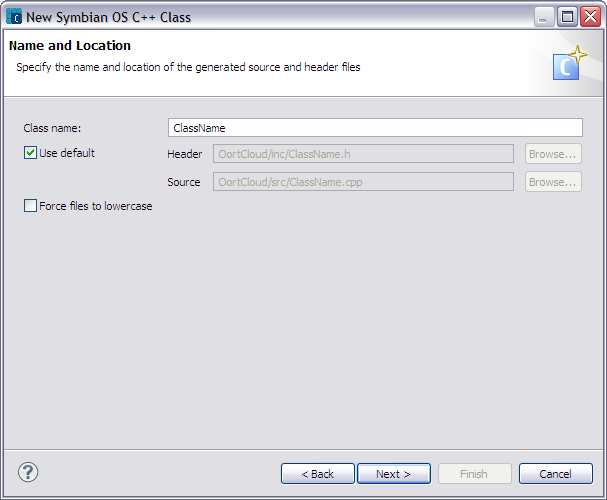 New Symbian OS C++ Class
Name and Location
Specify the name and location of the generated source and header files
C
Class name: ClassName
Use default Header OortCloud/inc/ClassName.h Browse...
Source OortCloud/src/ClassName.cpp Browse...
Force files to lowercase
? < Back Next > Finish Cancel